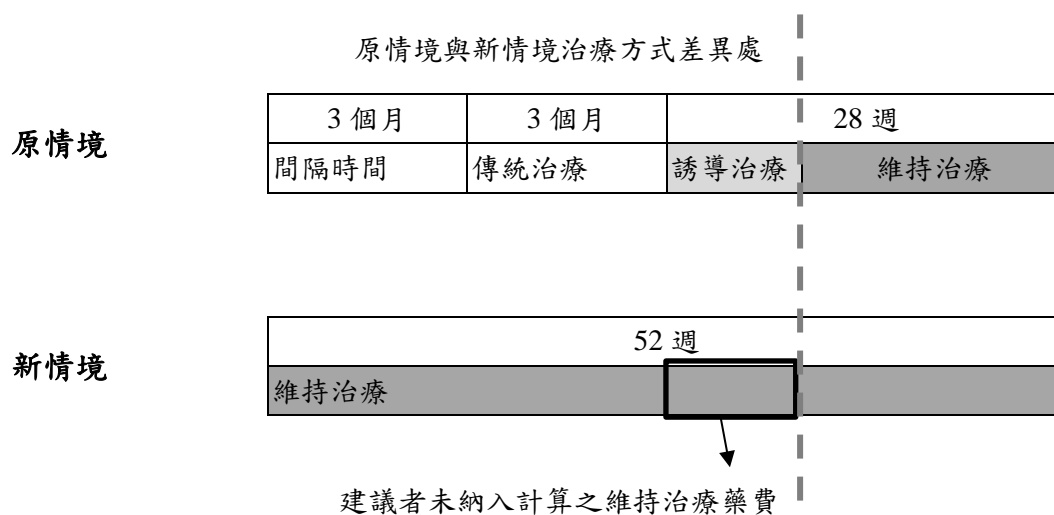 原情境與新情境治療方式差異處
原情境
3 個月 3 個月 28 週
間隔時間 傳統治療 誘導治療 維持治療
新情境
52 週
維持治療
建議者未納入計算之維持治療藥費